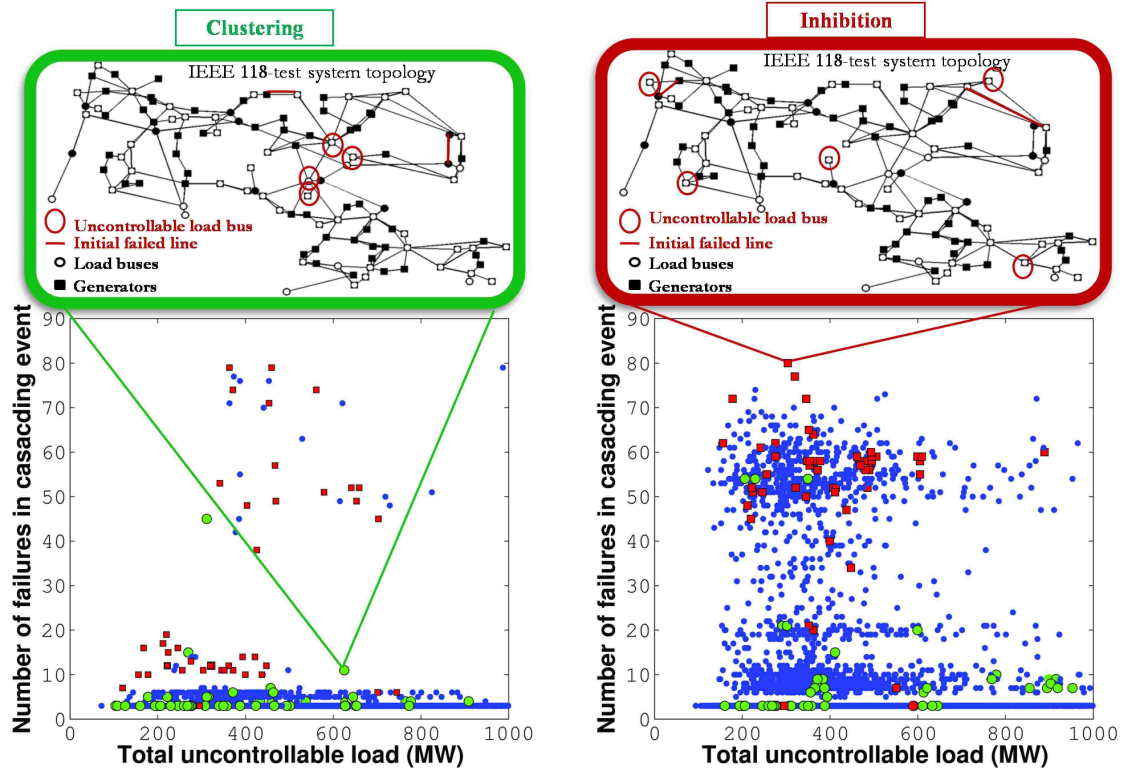 Clustering
IEEE 118-test system topology
Uncontrollable load bus
Initial failed line
Load buses
Generators
Number of failures in casacding event
90
80
70
60
50
40
30
20
10
0
0 200 400 600 800 1000
Total uncontrollable load (MW)
Inhibition
IEEE 118-test system topology
Uncontrollable load bus
Initial failed line
Load buses
Generators
Number of failures in casacding event
90
80
70
60
50
40
30
20
10
0
0 200 400 600 800 1000
Total uncontrollable load (MW)